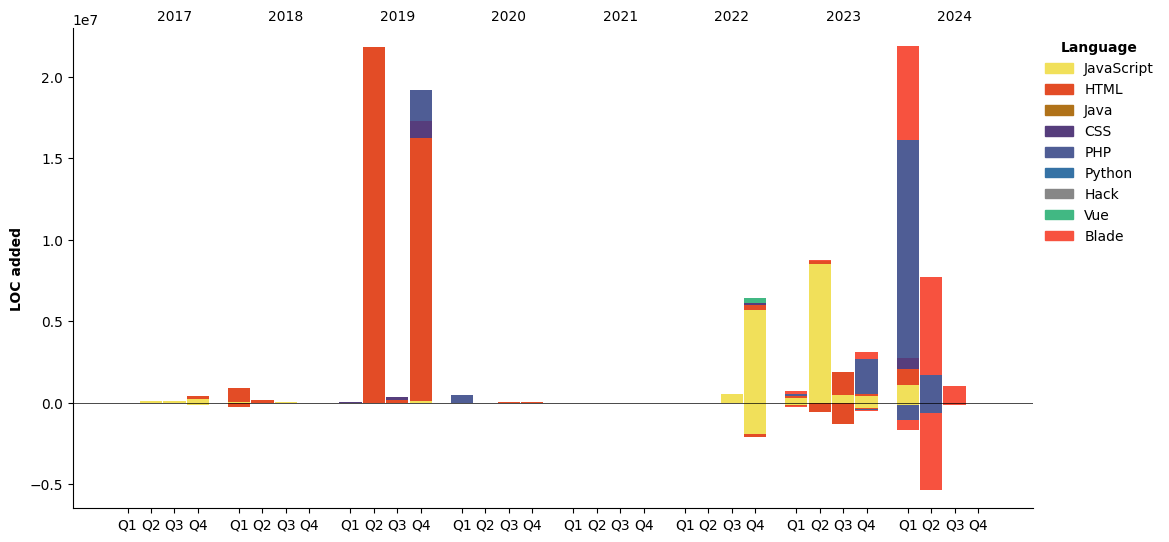 2017 2018 2019 2020 2021 2022 2023 2024
1e7
LOC added
2.0
1.5
1.0
0.5
0.0
−0.5
Q1 Q2 Q3 Q4 Q1 Q2 Q3 Q4 Q1 Q2 Q3 Q4 Q1 Q2 Q3 Q4 Q1 Q2 Q3 Q4 Q1 Q2 Q3 Q4 Q1 Q2 Q3 Q4 Q1 Q2 Q3 Q4
Language
JavaScript
HTML
Java
CSS
PHP
Python
Hack
Vue
Blade